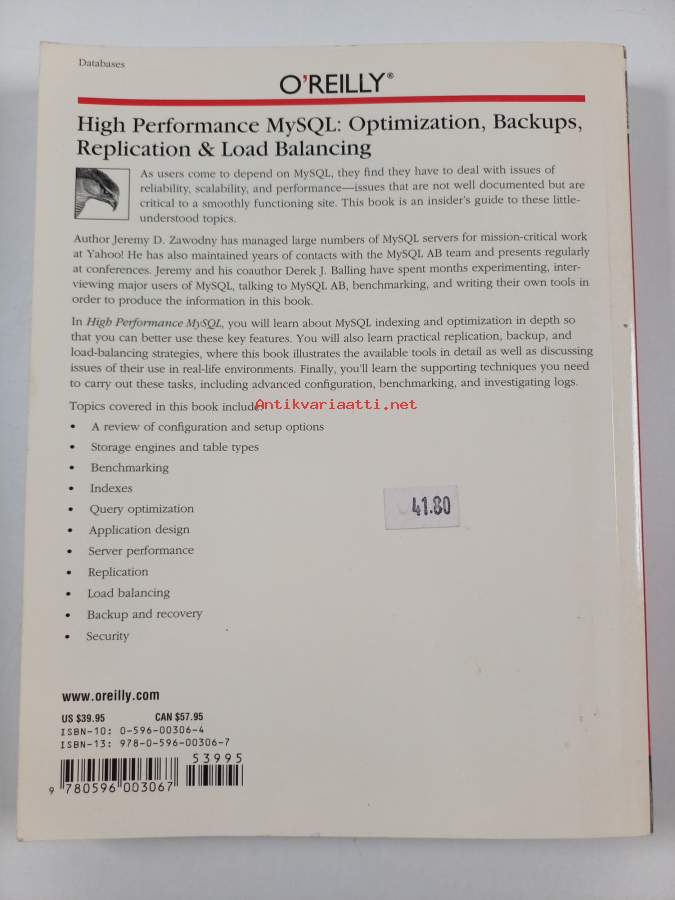 Databases
O'REILLY®
High Performance MySQL: Optimization, Backups,
Replication & Load Balancing
As users come to depend on MySQL, they find they have to deal with issues of
reliability, scalability, and performance—issues that are not well documented but are
critical to a smoothly functioning site. This book is an insider's guide to these little-
understood topics.
Author Jeremy D. Zawodny has managed large numbers of MySQL servers for mission-critical work
at Yahoo! He has also maintained years of contacts with the MySQL AB team and presents regularly
at conferences. Jeremy and his coauthor Derek J. Balling have spent months experimenting, inter-
viewing major users of MySQL, talking to MySQL AB, benchmarking, and writing their own tools in
order to produce the information in this book.
In High Performance MySQL, you will learn about MySQL indexing and optimization in depth so
that you can better use these key features. You will also learn practical replication, backup, and
load-balancing strategies, where this book illustrates the available tools in detail as well as discussing
issues of their use in real-life environments. Finally, you'll learn the supporting techniques you need
to carry out these tasks, including advanced configuration, benchmarking, and investigating logs.
Topics covered in this book include
Antikvariaatti.net
• A review of configuration and setup options
• Storage engines and table types
• Benchmarking
• Indexes
• Query optimization
41.80
• Application design
• Server performance
• Replication
• Load balancing
• Backup and recovery
• Security
www.oreilly.com
US $39.95 CAN $57.95
ISBN-10: 0-596-00306-4
ISBN-13: 978-0-596-00306-7
53995
9 780596 003067